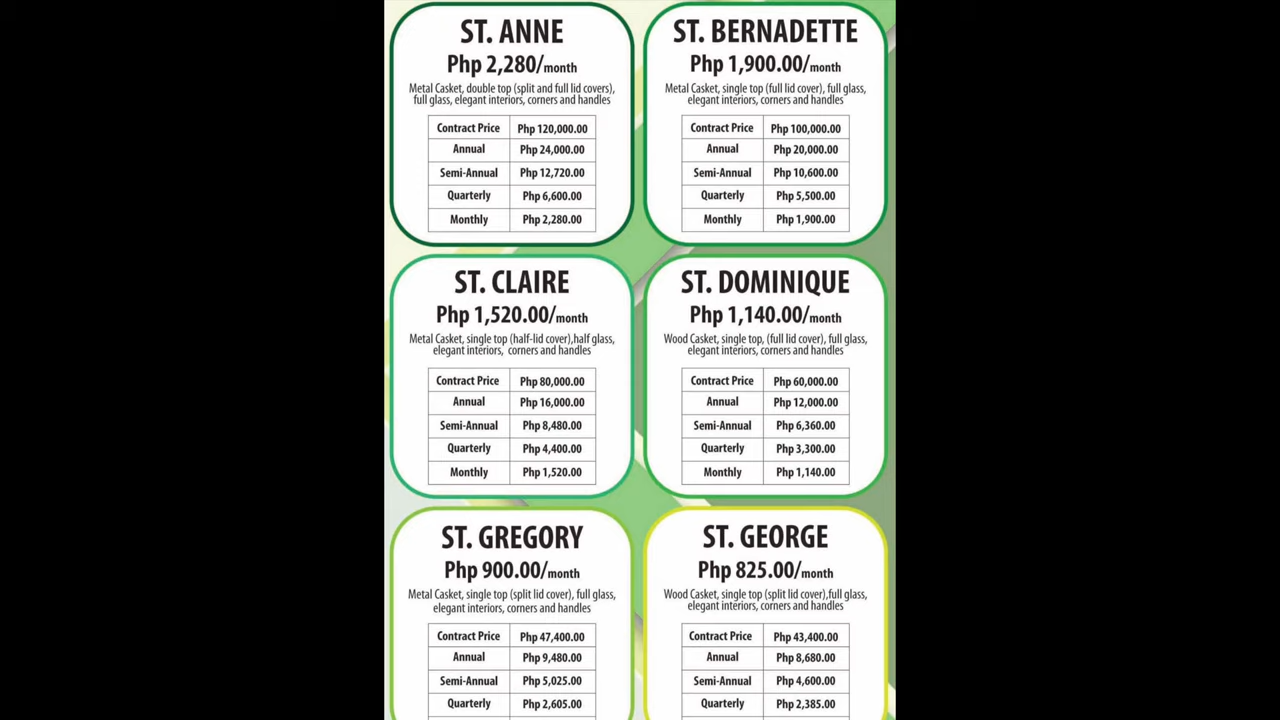 ST. ANNE
Php 2,280/month
Metal Casket, double top (split and full lid covers),
full glass, elegant interiors, corners and handles
Contract Price Php 120,000.00
Annual Php 24,000.00
Semi-Annual Php 12,720.00
Quarterly Php 6,600.00
Monthly Php 2,280.00
ST. BERNADETTE
Php 1,900.00/month
Metal Casket, single top (full lid cover), full glass,
elegant interiors, corners and handles
Contract Price Php 100,000.00
Annual Php 20,000.00
Semi-Annual Php 10,600.00
Quarterly Php 5,500.00
Monthly Php 1,900.00
ST. CLAIRE
Php 1,520.00/month
Metal Casket, single top (half-lid cover),half glass,
elegant interiors, corners and handles
Contract Price Php 80,000.00
Annual Php 16,000.00
Semi-Annual Php 8,480.00
Quarterly Php 4,400.00
Monthly Php 1,520.00
ST. DOMINIQUE
Php 1,140.00/month
Wood Casket, single top, (full lid cover), full glass,
elegant interiors, corners and handles
Contract Price Php 60,000.00
Annual Php 12,000.00
Semi-Annual Php 6,360.00
Quarterly Php 3,300.00
Monthly Php 1,140.00
ST. GREGORY
Php 900.00/month
Metal Casket, single top (split lid cover), full glass,
elegant interiors, corners and handles
Contract Price Php 47,400.00
Annual Php 9,480.00
Semi-Annual Php 5,025.00
Quarterly Php 2,605.00
ST. GEORGE
Php 825.00/month
Wood Casket, single top (split lid cover),full glass,
elegant interiors, corners and handles
Contract Price Php 43,400.00
Annual Php 8,680.00
Semi-Annual Php 4,600.00
Quarterly Php 2,385.00